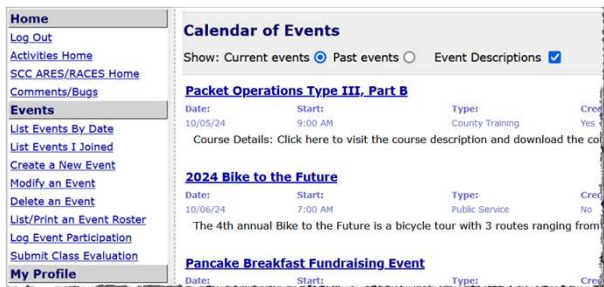 Home
Log Out
Activities Home
SCC ARES/RACES Home
Comments/Bugs
Events
List Events By Date
List Events I Joined
Create a New Event
Modify an Event
Delete an Event
List/Print an Event Roster
Log Event Participation
Submit Class Evaluation
My Profile
Calendar of Events
Show: Current events Past events Event Descriptions
Packet Operations Type III, Part B
Date: Start: Type:
10/05/24 9:00 AM County Training Yes
Course Details: Click here to visit the course description and download the
2024 Bike to the Future
Date: Start: Type:
10/06/24 7:00 AM Public Service No
The 4th annual Bike to the Future is a bicycle tour with 3 routes ranging from
Pancake Breakfast Fundraising Event
Date: Start: Type: